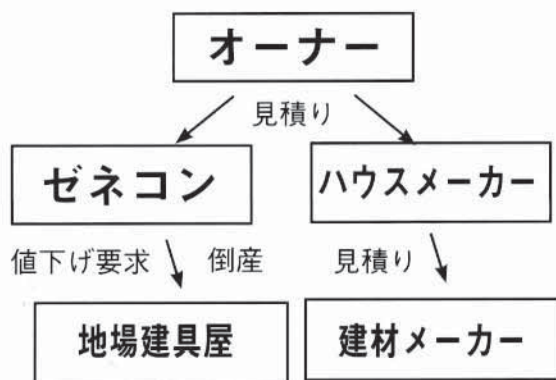 オーナー
見積り
ゼネコン
ハウスメーカー
値下げ要求
倒産
見積り
地場建具屋
建材メーカー